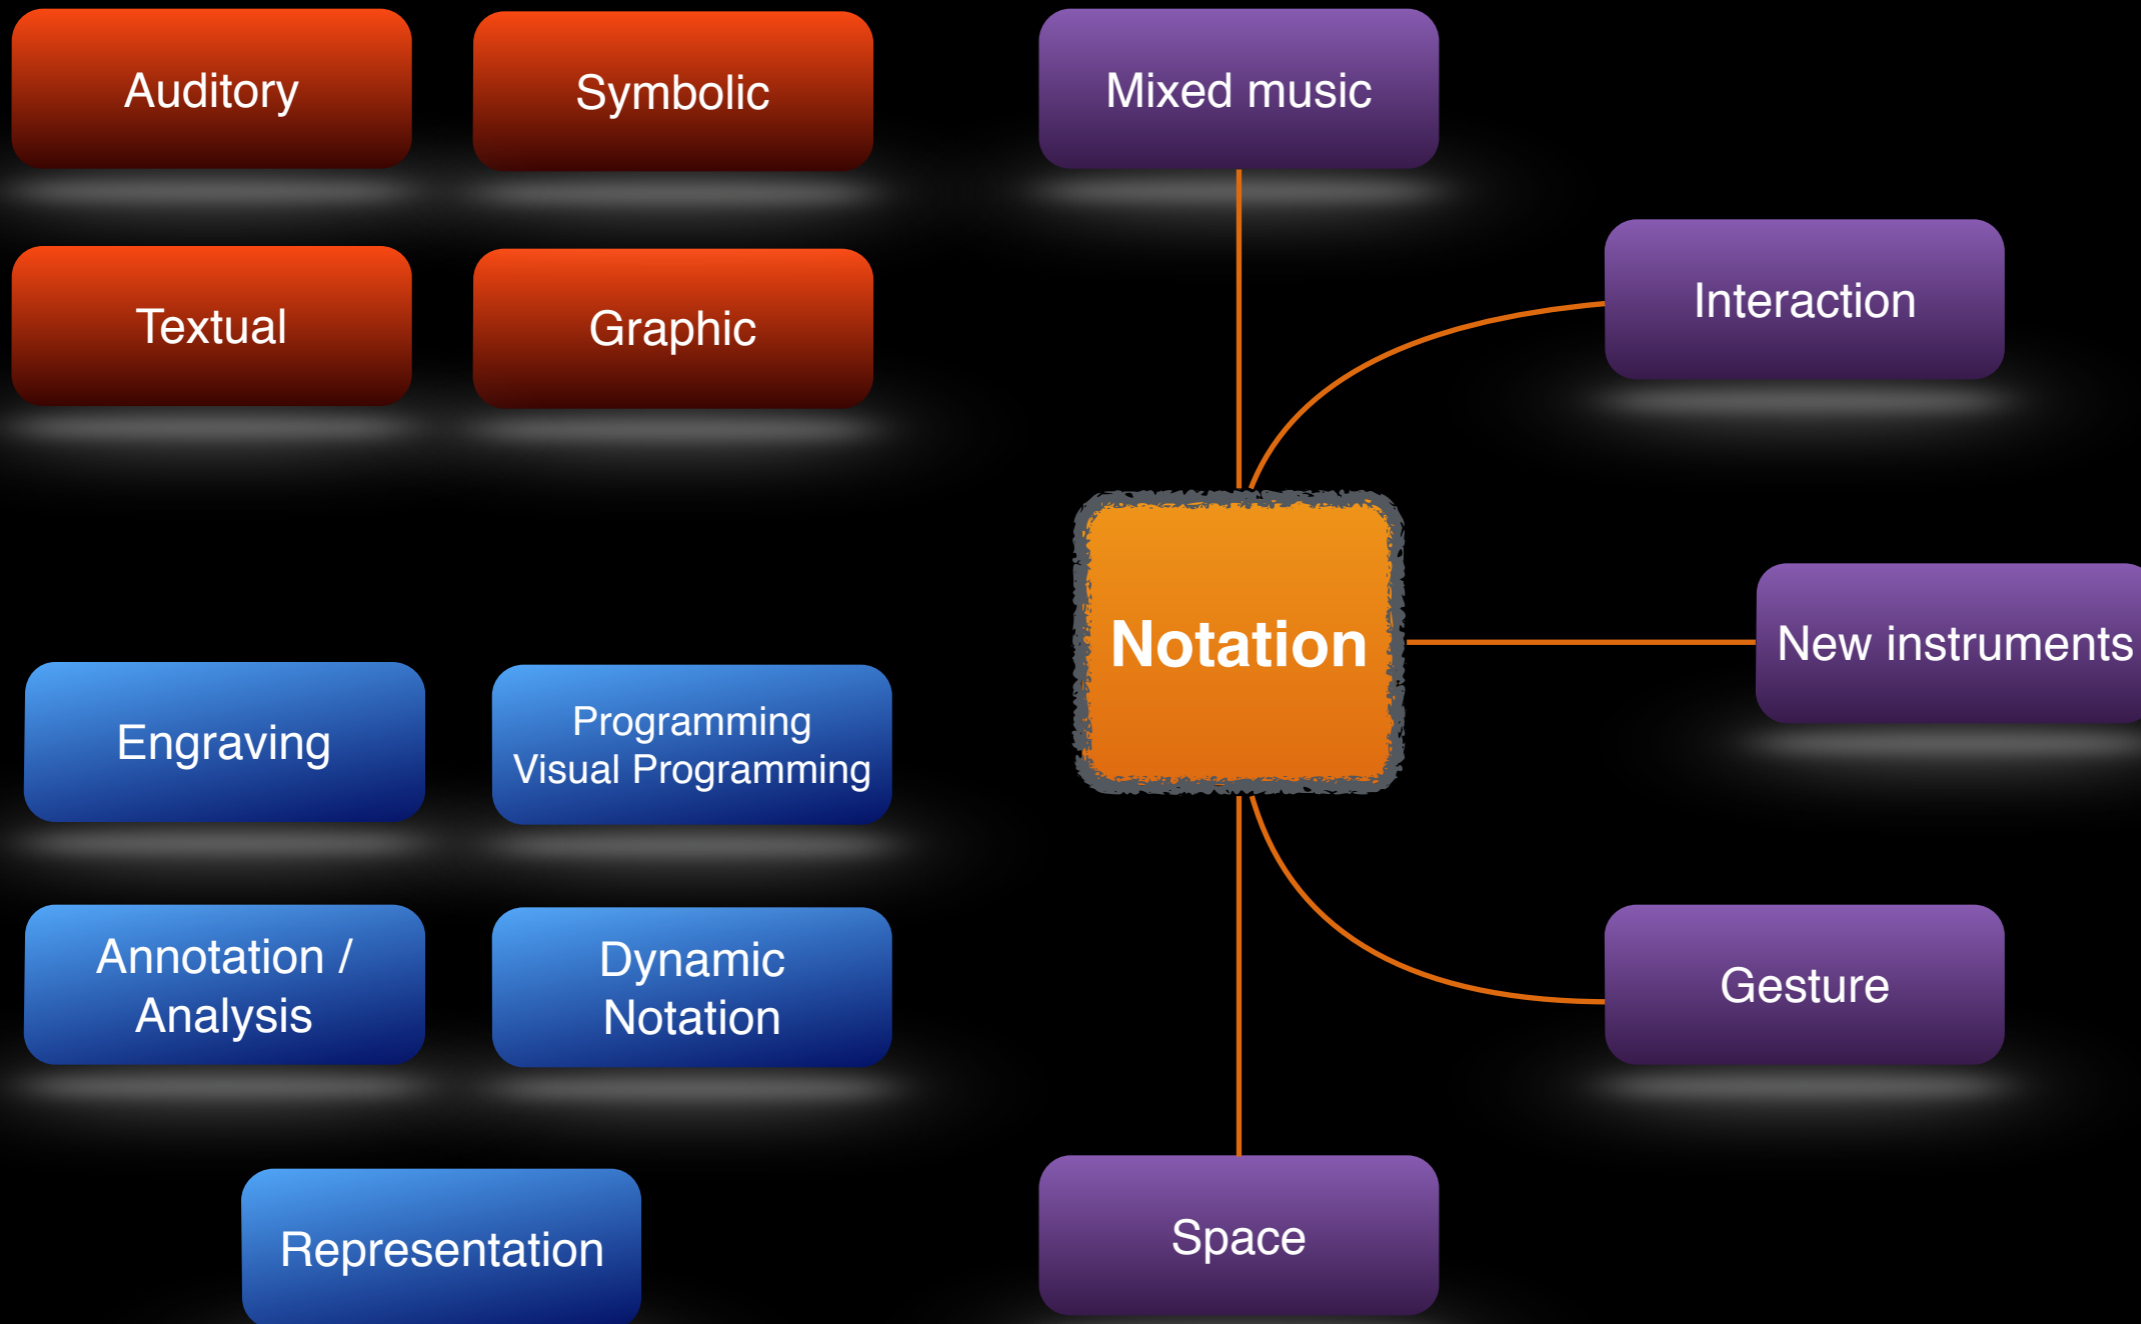 Auditory
Symbolic
Mixed music
Textual
Graphic
Interaction
Notation
New instruments
Engraving
Programming
Visual Programming
Annotation /
Analysis
Dynamic
Notation
Gesture
Representation
Space